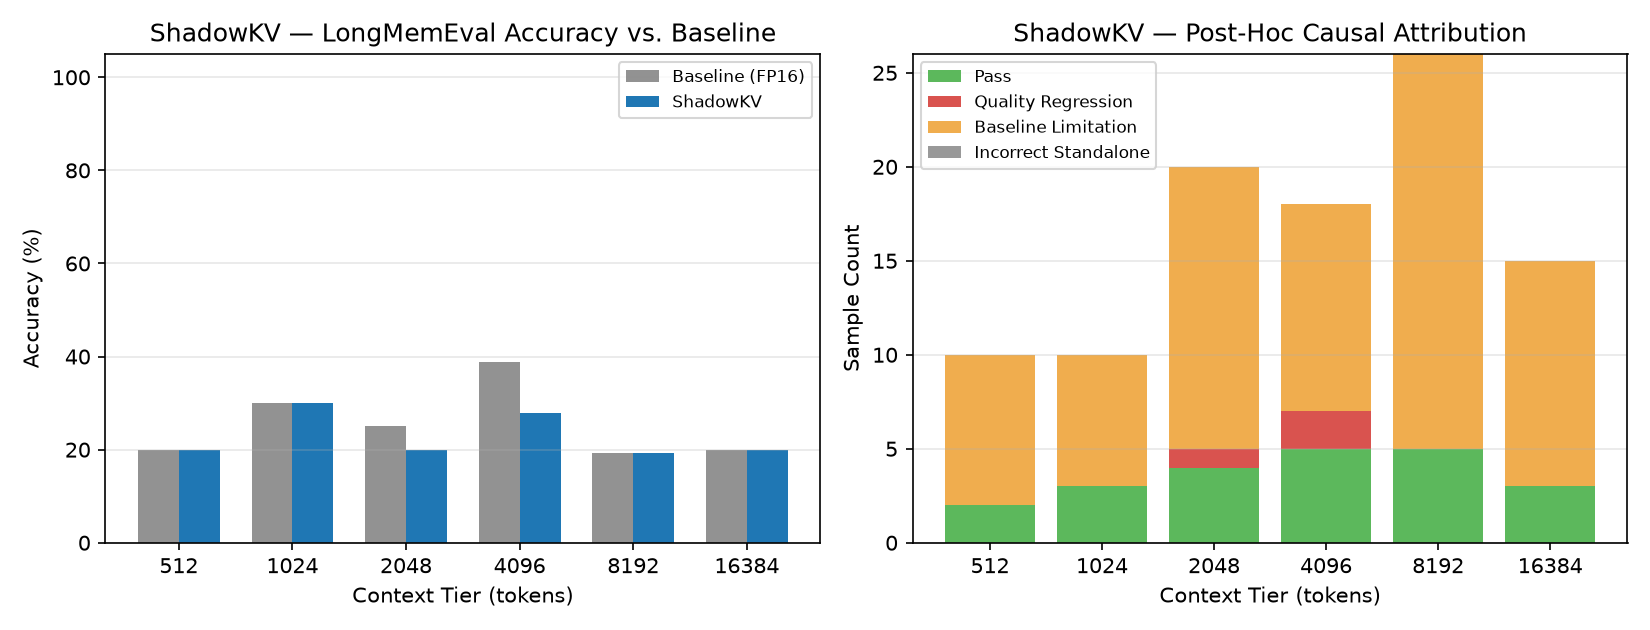 ShadowKV — LongMemEval Accuracy vs. Baseline
Accuracy (%)
100
80
60
40
20
0
Baseline (FP16)
ShadowKV
512 1024 2048 4096 8192 16384
Context Tier (tokens)
ShadowKV — Post-Hoc Causal Attribution
Sample Count
25
20
15
10
5
0
Pass
Quality Regression
Baseline Limitation
Incorrect Standalone
512 1024 2048 4096 8192 16384
Context Tier (tokens)